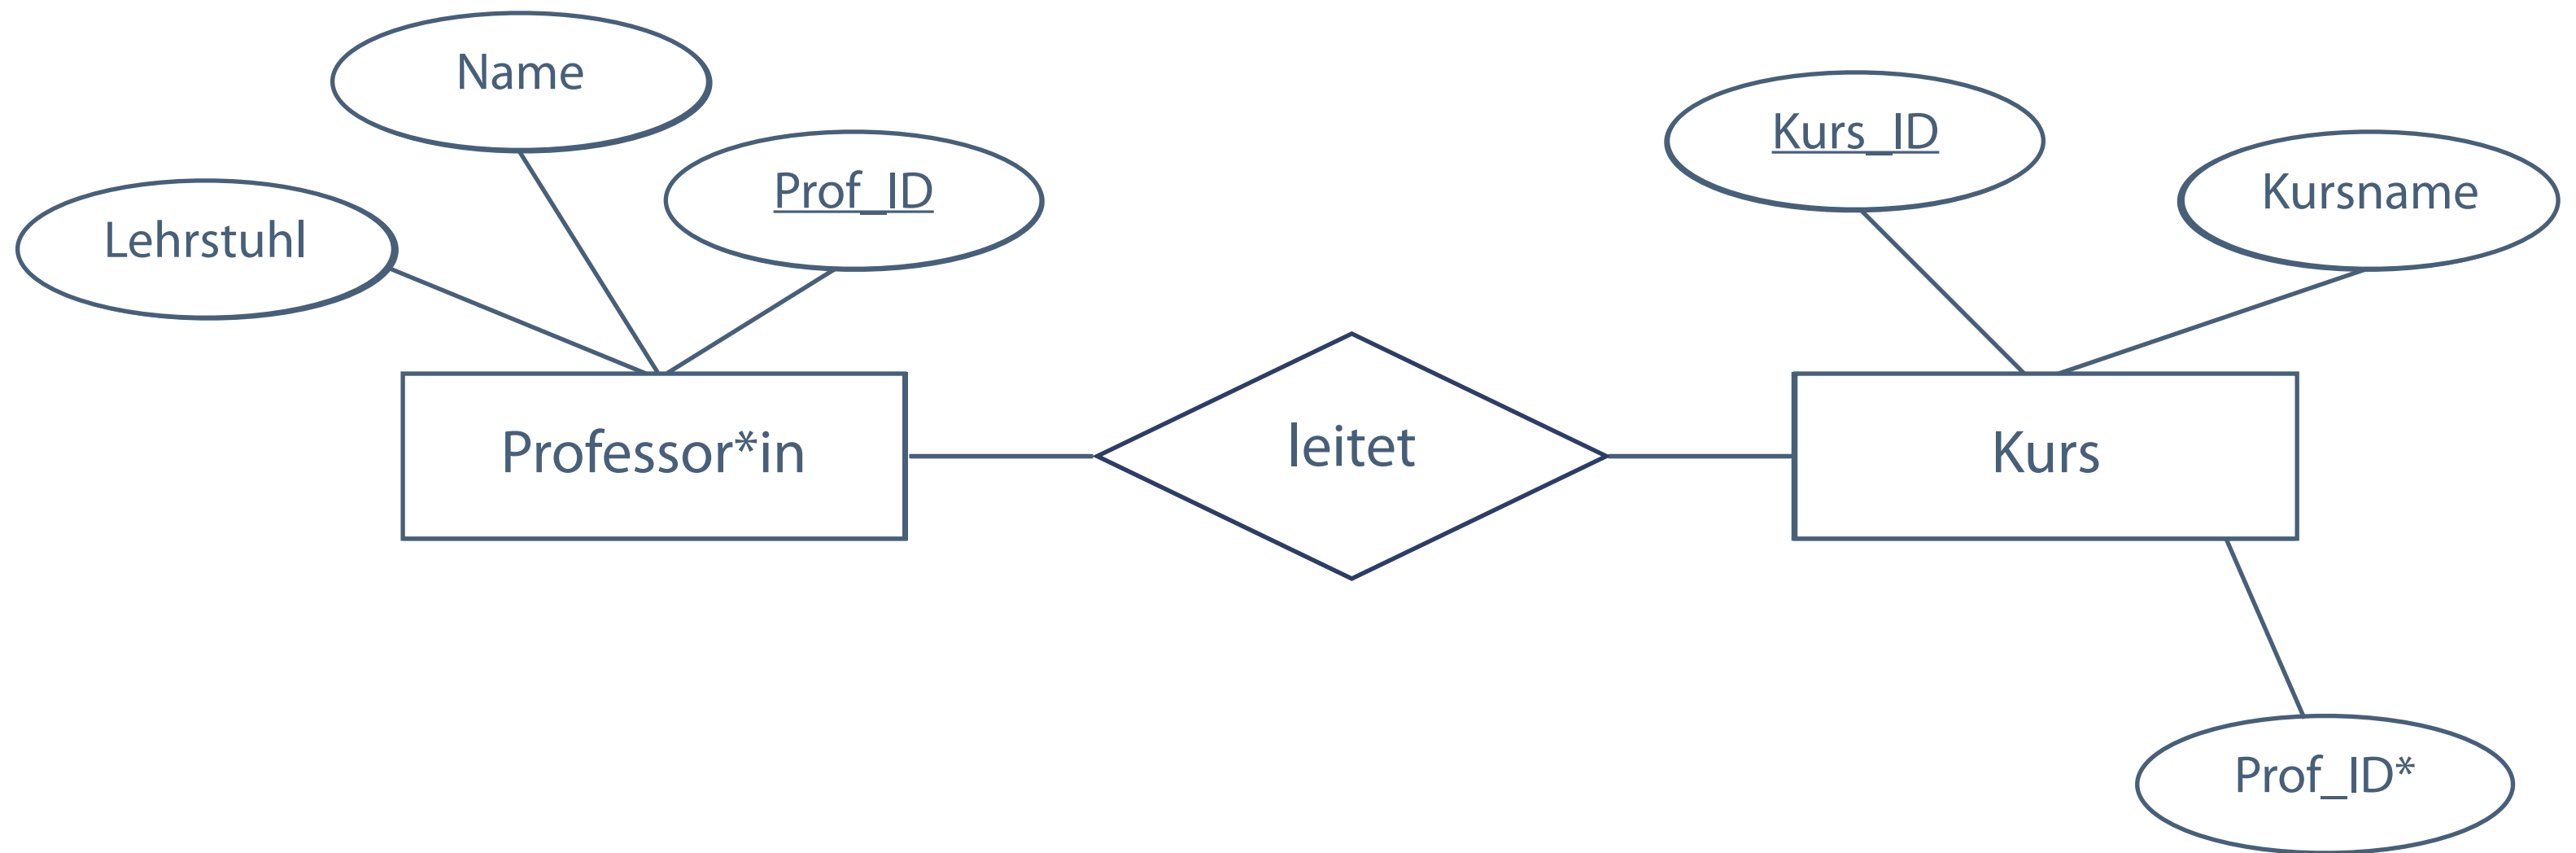 Name
Lehrstuhl
Prof_ID
Kurs_ID
Kursname
Professor*in
leitet
Kurs
Prof_ID*